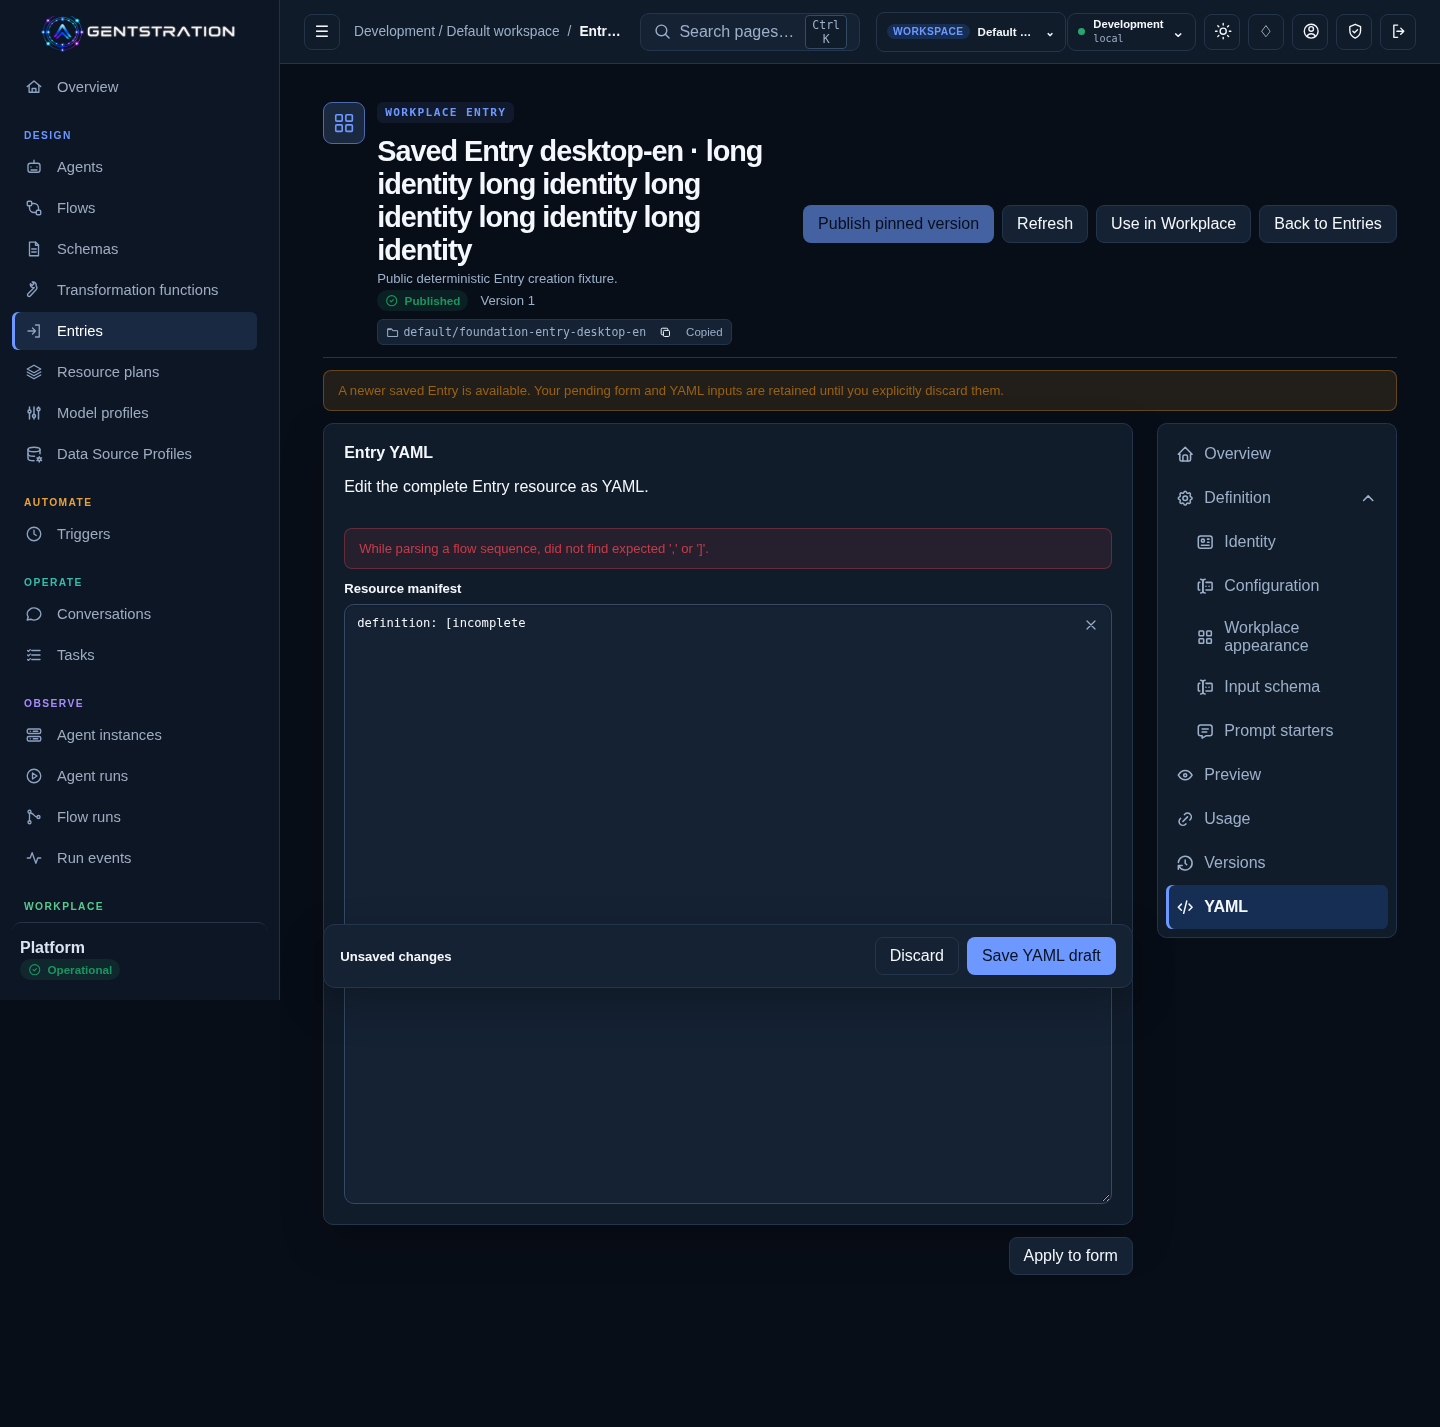 GENTSTRATION
Overview
DESIGN
Agents
Flows
Schemas
Transformation functions
Entries
Resource plans
Model profiles
Data Source Profiles
AUTOMATE
Triggers
OPERATE
Conversations
Tasks
OBSERVE
Agent instances
Agent runs
Flow runs
Run events
WORKPLACE
Platform
Operational
Development / Default workspace / Entr...
Search pages...
Ctrl
K
WORKSPACE Default ...
Development
local
WORKPLACE ENTRY
Saved Entry desktop-en · long
identity long identity long
identity long identity long
identity
Public deterministic Entry creation fixture.
Published Version 1
default/foundation-entry-desktop-en Copied
Publish pinned version
Refresh
Use in Workplace
Back to Entries
A newer saved Entry is available. Your pending form and YAML inputs are retained until you explicitly discard them.
Entry YAML
Edit the complete Entry resource as YAML.
While parsing a flow sequence, did not find expected ',' or ']'.
Resource manifest
definition: [incomplete
Unsaved changes
Discard
Save YAML draft
Apply to form
Overview
Definition
Identity
Configuration
Workplace
appearance
Input schema
Prompt starters
Preview
Usage
Versions
YAML